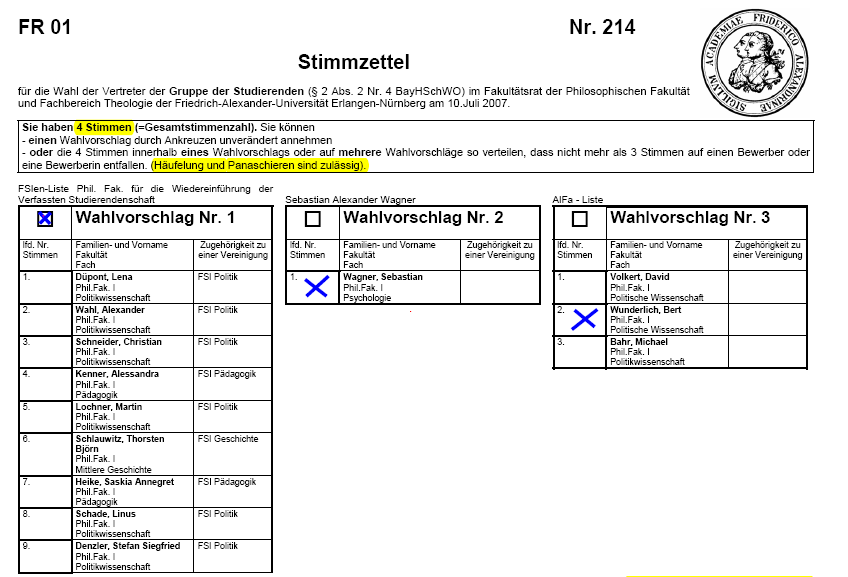 FR 01
Nr. 214
Stimmzettel
SIGILLVM ACADEMIAE FRIDERICO ALEXANDRINAE
für die Wahl der Vertreter der Gruppe der Studierenden (§ 2 Abs. 2 Nr. 4 BayHSchWO) im Fakultätsrat der Philosophischen Fakultät
und Fachbereich Theologie der Friedrich-Alexander-Universität Erlangen-Nürnberg am 10.Juli 2007.
Sie haben 4 Stimmen (=Gesamtstimmenzahl). Sie können
- einen Wahlvorschlag durch Ankreuzen unverändert annehmen
- oder die 4 Stimmen innerhalb eines Wahlvorschlags oder auf mehrere Wahlvorschläge so verteilen, dass nicht mehr als 3 Stimmen auf einen Bewerber oder
eine Bewerberin entfallen. (Häufelung und Panaschieren sind zulässig).
FSIen-Liste Phil. Fak. für die Wiedereinführung der
Verfassten Studierendenschaft
Wahlvorschlag Nr. 1
lfd. Nr.
Stimmen
Familien- und Vorname
Fakultät
Fach
Zugehörigkeit zu
einer Vereinigung
1.
Düpont, Lena
Phil.Fak. I
Politikwissenschaft
FSI Politik
2.
Wahl, Alexander
Phil.Fak. I
Politikwissenschaft
FSI Politik
3.
Schneider, Christian
Phil.Fak. I
Politikwissenschaft
FSI Politik
4.
Kenner, Alessandra
Phil.Fak. I
Pädagogik
FSI Pädagogik
5.
Lochner, Martin
Phil.Fak. I
Politikwissenschaft
FSI Politik
6.
Schlauwitz, Thorsten
Björn
Phil.Fak. I
Mittlere Geschichte
FSI Geschichte
7.
Heike, Saskia Annegret
Phil.Fak. I
Pädagogik
FSI Pädagogik
8.
Schade, Linus
Phil.Fak. I
Politikwissenschaft
FSI Politik
9.
Denzler, Stefan Siegfried
Phil.Fak. I
Politikwissenschaft
FSI Politik
Sebastian Alexander Wagner
Wahlvorschlag Nr. 2
lfd. Nr.
Stimmen
Familien- und Vorname
Fakultät
Fach
Zugehörigkeit zu
einer Vereinigung
1.
Wagner, Sebastian
Phil.Fak. I
Psychologie
AlFa - Liste
Wahlvorschlag Nr. 3
lfd. Nr.
Stimmen
Familien- und Vorname
Fakultät
Fach
Zugehörigkeit zu
einer Vereinigung
1.
Volkert, David
Phil.Fak. I
Politische Wissenschaft
2.
Wunderlich, Bert
Phil.Fak. I
Politische Wissenschaft
3.
Bahr, Michael
Phil.Fak. I
Politikwissenschaft